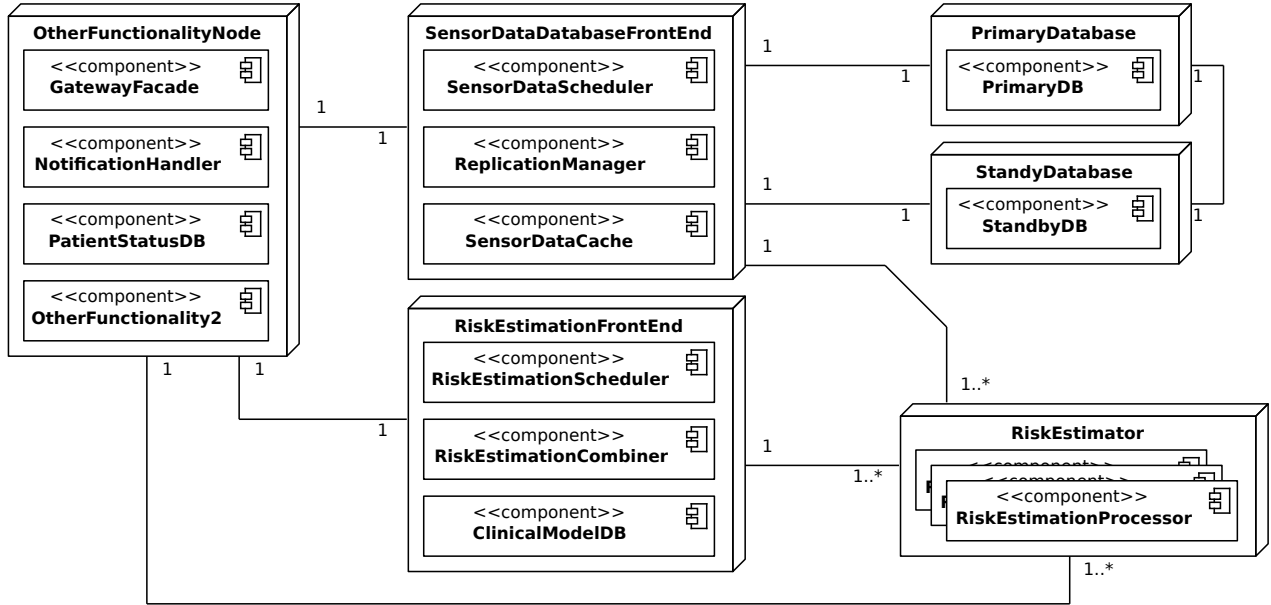 OtherFunctionalityNode
<<component>>
GatewayFacade
<<component>>
NotificationHandler
<<component>>
PatientStatusDB
<<component>>
OtherFunctionality2
1
1
SensorDataDatabaseFrontEnd
<<component>>
SensorDataScheduler
<<component>>
ReplicationManager
<<component>>
SensorDataCache
1
1
PrimaryDatabase
<<component>>
PrimaryDB
1
1
1
StandyDatabase
<<component>>
StandbyDB
1
1
1..*
1
1
1
RiskEstimationFrontEnd
<<component>>
RiskEstimationScheduler
<<component>>
RiskEstimationCombiner
<<component>>
ClinicalModelDB
1
1..*
RiskEstimator
<<component>>
<<component>>
<<component>>
RiskEstimationProcessor
1..*